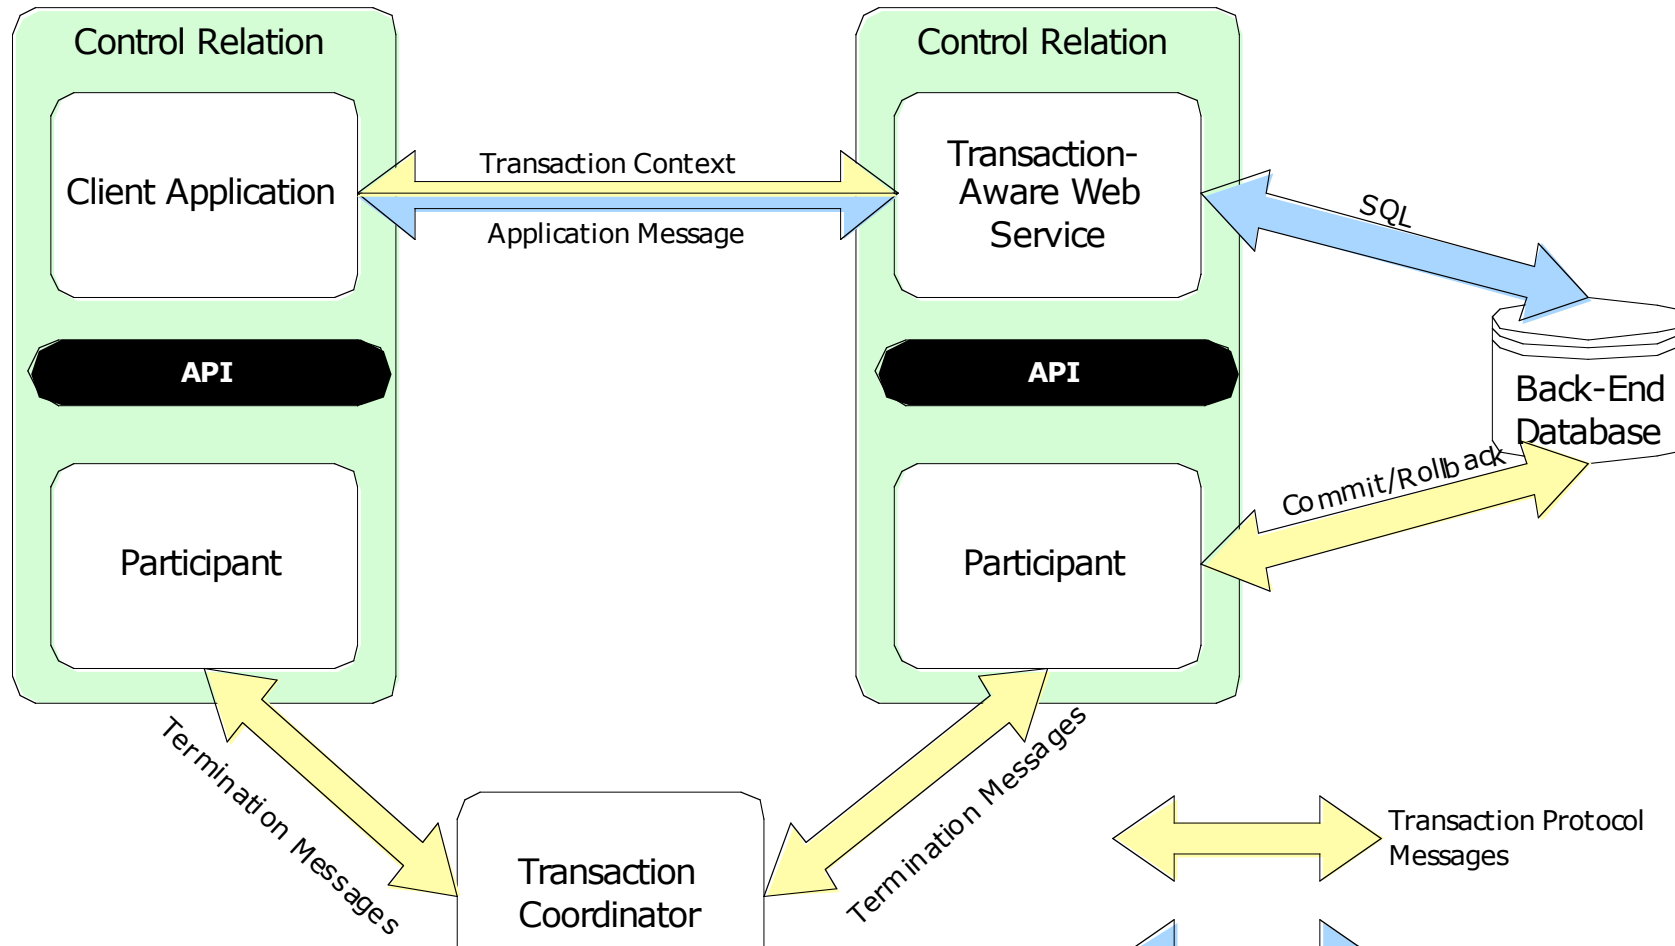 Control Relation
Control Relation
Client Application
Transaction Context
Application Message
Transaction-
Aware Web
Service
SQL
API
API
Back-End
Database
Commit/Rollback
Participant
Participant
Termination Messages
Termination Messages
Transaction
Coordinator
Transaction Protocol
Messages